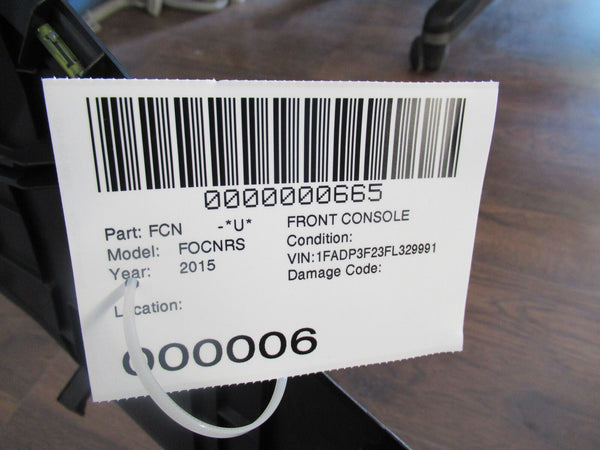 0000000665
Part: FCN -*U* FRONT CONSOLE
Model: FOCNRS Condition:
Year: 2015 VIN:1FADP3F23FL329991
Damage Code:
Location:
000006